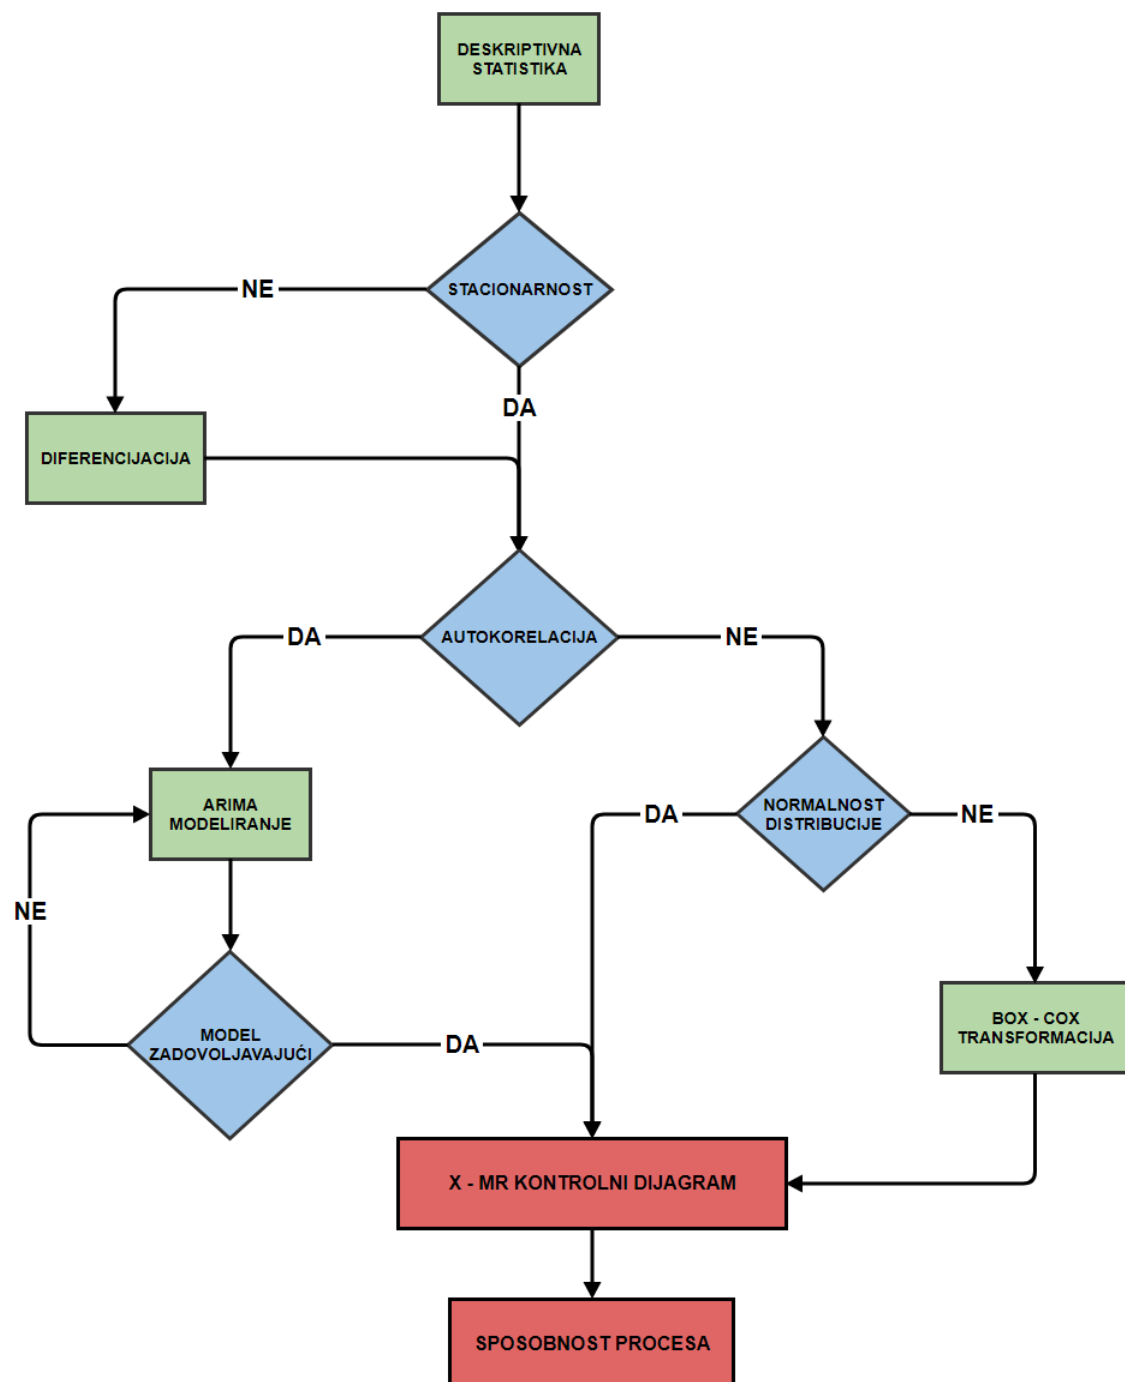 DESKRIPTIVNA
STATISTIKA
NE
STACIONARNOST
DA
DIFERENCIJACIJA
DA
AUTOKORELACIJA
NE
ARIMA
MODELIRANJE
DA
NORMALNOST
DISTRIBUCIJE
NE
NE
MODEL
ZADOVOLJAVAJUĆI
DA
BOX - COX
TRANSFORMACIJA
X - MR KONTROLNI DIJAGRAM
SPOSOBNOST PROCESA